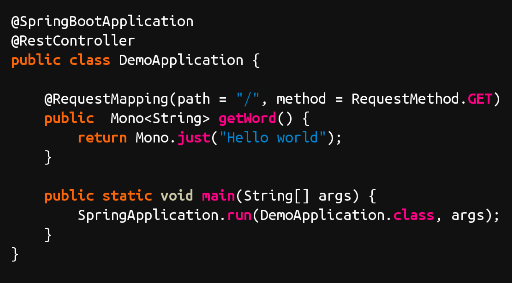 @SpringBootApplication
@RestController
public class DemoApplication {
    @RequestMapping(path = "/", method = RequestMethod.GET)
    public  Mono<String> getWord() {
        return Mono.just("Hello world");
    }
    public static void main(String[] args) {
        SpringApplication.run(DemoApplication.class, args);
    }
}